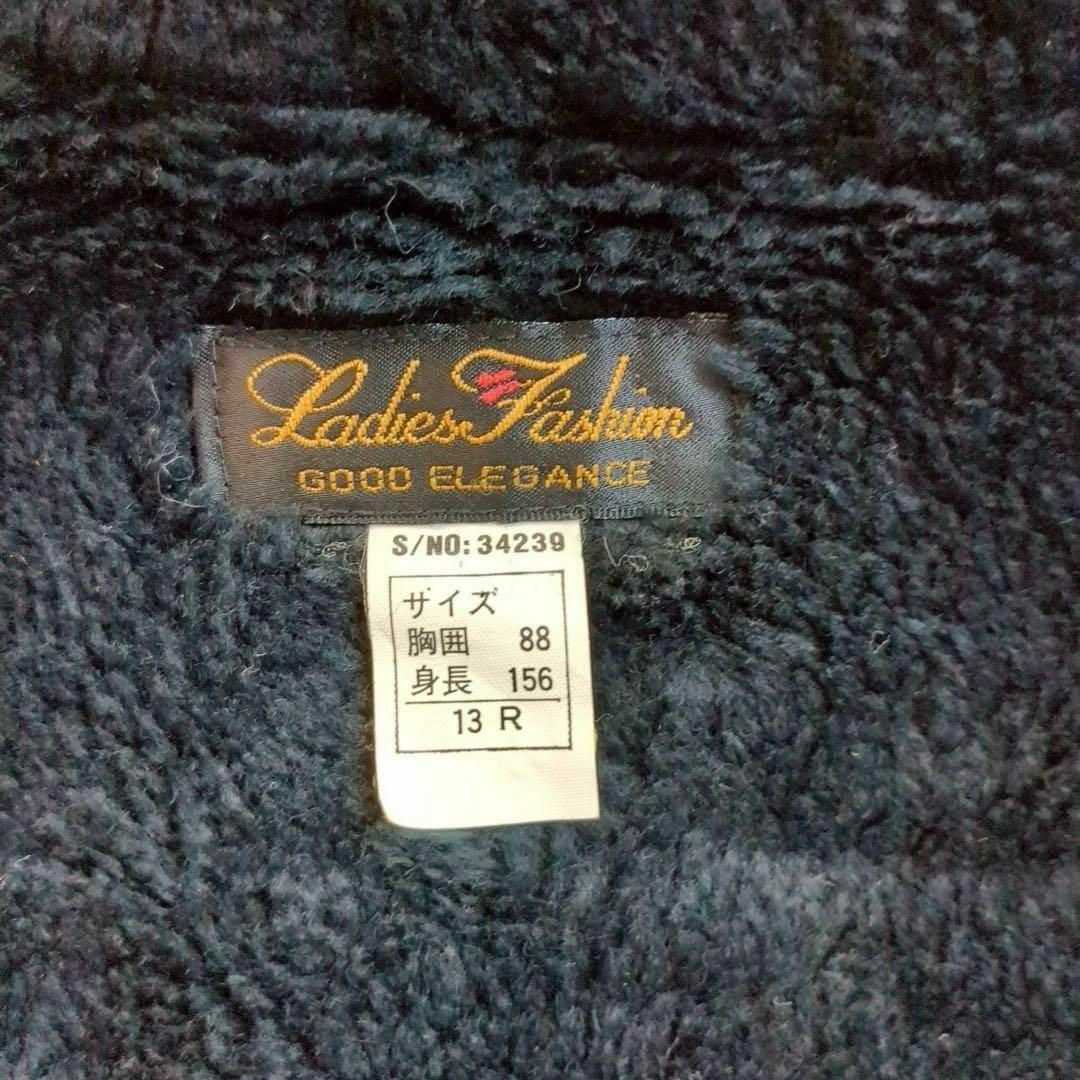 Ladies Fashion
GOOD ELEGANCE
S/NO: 34239
サイズ
胸囲 88
身長 156
13 R